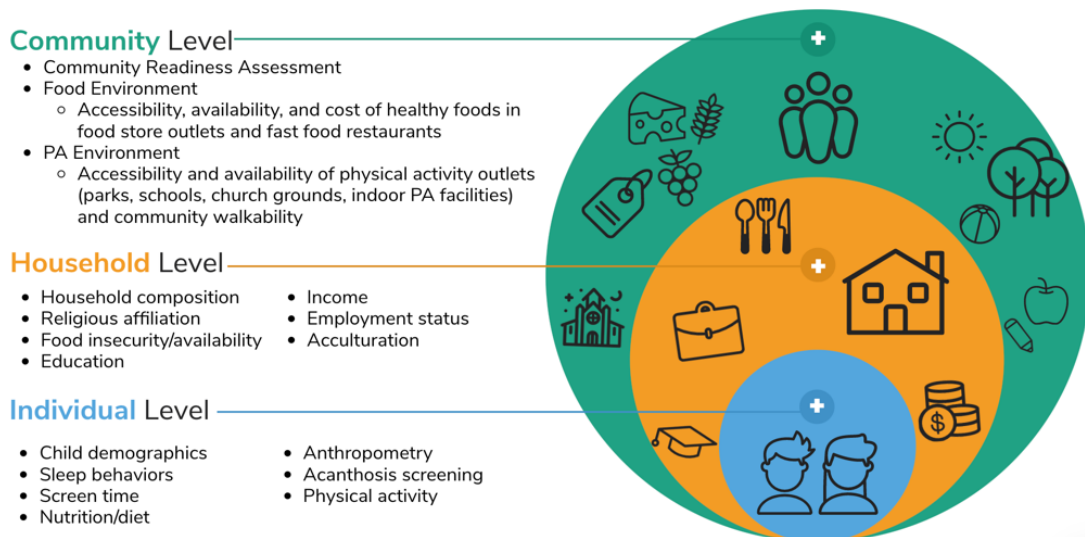 Community Level
• Community Readiness Assessment
• Food Environment
○ Accessibility, availability, and cost of healthy foods in
food store outlets and fast food restaurants
• PA Environment
○ Accessibility and availability of physical activity outlets
(parks, schools, church grounds, indoor PA facilities)
and community walkability
Household Level
• Household composition
• Religious affiliation
• Food insecurity/availability
• Education
• Income
• Employment status
• Acculturation
Individual Level
• Child demographics
• Sleep behaviors
• Screen time
• Nutrition/diet
• Anthropometry
• Acanthosis screening
• Physical activity
$